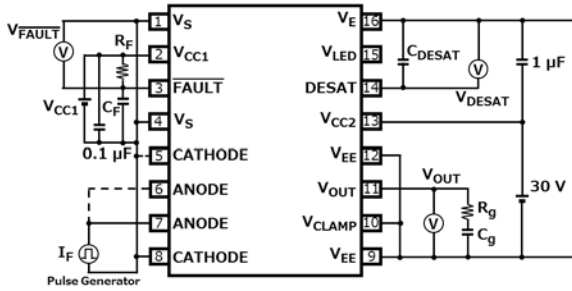 V_FAULT
V
R_F
V_CC1
C_F
0.1 µF
I_F
Pulse Generator
1 V_S
2 V_CC1
3 FAULT
4 V_S
5 CATHODE
6 ANODE
7 ANODE
8 CATHODE
V_E 16
V_LED 15
DESAT 14
V_CC2 13
V_EE 12
V_OUT 11
V_CLAMP 10
V_EE 9
C_DESAT
V
V_DESAT
1 µF
V_OUT
V
R_g
C_g
30 V